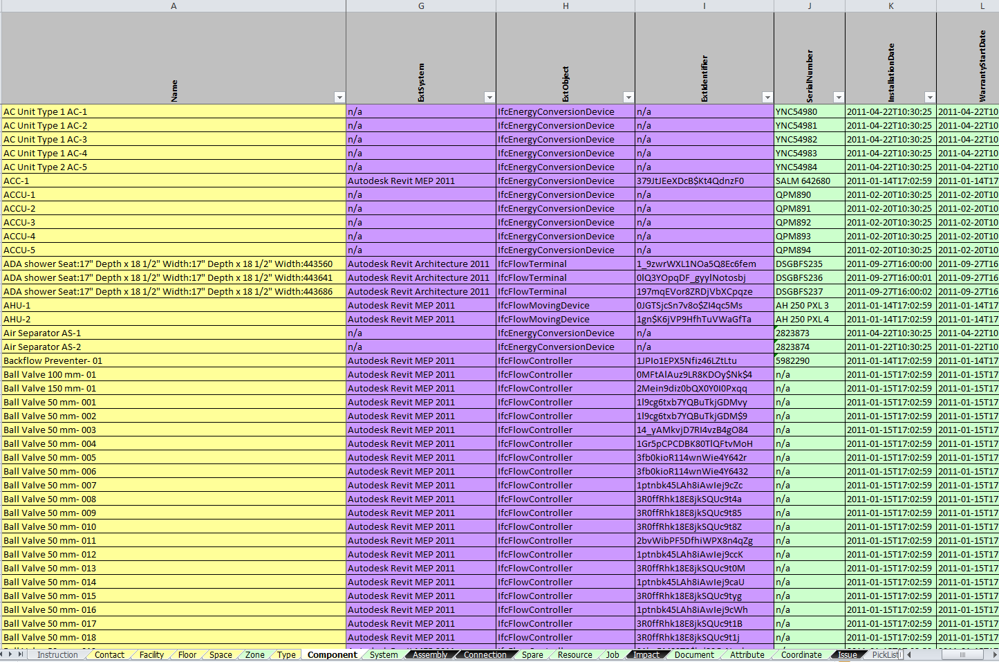 A G H I J K L
Name ExtSystem ExtObject ExtIdentifier SerialNumber InstallationDate WarrantyStartDate
AC Unit Type 1 AC-1 n/a IfcEnergyConversionDevice n/a YNC54980 2011-04-22T10:30:25 2011-04-22T10
AC Unit Type 1 AC-2 n/a IfcEnergyConversionDevice n/a YNC54981 2011-04-22T10:30:25 2011-04-22T10
AC Unit Type 1 AC-3 n/a IfcEnergyConversionDevice n/a YNC54982 2011-04-22T10:30:25 2011-04-22T10
AC Unit Type 1 AC-4 n/a IfcEnergyConversionDevice n/a YNC54983 2011-04-22T10:30:25 2011-04-22T10
AC Unit Type 2 AC-5 n/a IfcEnergyConversionDevice n/a YNC54984 2011-04-22T10:30:25 2011-04-22T10
ACC-1 Autodesk Revit MEP 2011 IfcEnergyConversionDevice 379JtJEeXDcB$Kt4QdnzF0 SALM 642680 2011-01-14T17:02:59 2011-01-14T17
ACCU-1 n/a IfcEnergyConversionDevice n/a QPM890 2011-02-20T10:30:25 2011-02-20T10
ACCU-2 n/a IfcEnergyConversionDevice n/a QPM891 2011-02-20T10:30:25 2011-02-20T10
ACCU-3 n/a IfcEnergyConversionDevice n/a QPM892 2011-02-20T10:30:25 2011-02-20T10
ACCU-4 n/a IfcEnergyConversionDevice n/a QPM893 2011-02-20T10:30:25 2011-02-20T10
ACCU-5 n/a IfcEnergyConversionDevice n/a QPM894 2011-02-20T10:30:25 2011-02-20T10
ADA shower Seat:17" Depth x 18 1/2" Width:17" Depth x 18 1/2" Width:443560 Autodesk Revit Architecture 2011 IfcFlowTerminal 1_9zwrWXL1NOa5Q8Ec6fem DSGBFS235 2011-09-27T16:00:00 2011-09-27T16
ADA shower Seat:17" Depth x 18 1/2" Width:17" Depth x 18 1/2" Width:443641 Autodesk Revit Architecture 2011 IfcFlowTerminal 0lQ3YOpqDF_gyylNotosbj DSGBFS236 2011-09-27T16:00:01 2011-09-27T16
ADA shower Seat:17" Depth x 18 1/2" Width:17" Depth x 18 1/2" Width:443686 Autodesk Revit Architecture 2011 IfcFlowTerminal 197mqEVor8ZRDjVbXCpqze DSGBFS237 2011-09-27T16:00:02 2011-09-27T16
AHU-1 Autodesk Revit MEP 2011 IfcFlowMovingDevice 0JGTSjcSn7v8o$ZI4qc5Ms AH 250 PXL 3 2011-01-14T17:02:59 2011-01-14T17
AHU-2 Autodesk Revit MEP 2011 IfcFlowMovingDevice 1gn$K6jVP9HfhTuVWaGfTa AH 250 PXL 4 2011-01-14T17:02:59 2011-01-14T17
Air Separator AS-1 n/a IfcEnergyConversionDevice n/a 2823873 2011-04-22T10:30:25 2011-04-22T10
Air Separator AS-2 n/a IfcEnergyConversionDevice n/a 2823874 2011-01-22T10:30:25 2011-01-22T10
Backflow Preventer- 01 Autodesk Revit MEP 2011 IfcFlowController 1JPIo1EPX5Nfiz46LZtLtu 5982290 2011-01-14T17:02:59 2011-01-14T17
Ball Valve 100 mm- 01 Autodesk Revit MEP 2011 IfcFlowController 0MFtAlAuz9LR8KDOy$Nk$4 n/a 2011-01-15T17:02:59 2011-01-15T17
Ball Valve 150 mm- 01 Autodesk Revit MEP 2011 IfcFlowController 2Mein9diz0bQX0Y0I0Pxqq n/a 2011-01-15T17:02:59 2011-01-15T17
Ball Valve 50 mm- 001 Autodesk Revit MEP 2011 IfcFlowController 1l9cg6txb7YQBuTkjGDMvy n/a 2011-01-15T17:02:59 2011-01-15T17
Ball Valve 50 mm- 002 Autodesk Revit MEP 2011 IfcFlowController 1l9cg6txb7YQBuTkjGDM$9 n/a 2011-01-15T17:02:59 2011-01-15T17
Ball Valve 50 mm- 003 Autodesk Revit MEP 2011 IfcFlowController 14_yAMkvjD7RI4vzB4gO84 n/a 2011-01-15T17:02:59 2011-01-15T17
Ball Valve 50 mm- 004 Autodesk Revit MEP 2011 IfcFlowController 1Gr5pCPCDBK80TlQFtvMoH n/a 2011-01-15T17:02:59 2011-01-15T17
Ball Valve 50 mm- 005 Autodesk Revit MEP 2011 IfcFlowController 3fb0kioR114wnWie4Y642r n/a 2011-01-15T17:02:59 2011-01-15T17
Ball Valve 50 mm- 006 Autodesk Revit MEP 2011 IfcFlowController 3fb0kioR114wnWie4Y6432 n/a 2011-01-15T17:02:59 2011-01-15T17
Ball Valve 50 mm- 007 Autodesk Revit MEP 2011 IfcFlowController 1ptnbk45LAh8iAwIej9cZc n/a 2011-01-15T17:02:59 2011-01-15T17
Ball Valve 50 mm- 008 Autodesk Revit MEP 2011 IfcFlowController 3R0ffRhk18E8jkSQUc9t4a n/a 2011-01-15T17:02:59 2011-01-15T17
Ball Valve 50 mm- 009 Autodesk Revit MEP 2011 IfcFlowController 3R0ffRhk18E8jkSQUc9t85 n/a 2011-01-15T17:02:59 2011-01-15T17
Ball Valve 50 mm- 010 Autodesk Revit MEP 2011 IfcFlowController 3R0ffRhk18E8jkSQUc9t8Z n/a 2011-01-15T17:02:59 2011-01-15T17
Ball Valve 50 mm- 011 Autodesk Revit MEP 2011 IfcFlowController 2bvWibPF5DfhiWPX8n4qZg n/a 2011-01-15T17:02:59 2011-01-15T17
Ball Valve 50 mm- 012 Autodesk Revit MEP 2011 IfcFlowController 1ptnbk45LAh8iAwIej9ccK n/a 2011-01-15T17:02:59 2011-01-15T17
Ball Valve 50 mm- 013 Autodesk Revit MEP 2011 IfcFlowController 3R0ffRhk18E8jkSQUc9t0M n/a 2011-01-15T17:02:59 2011-01-15T17
Ball Valve 50 mm- 014 Autodesk Revit MEP 2011 IfcFlowController 1ptnbk45LAh8iAwIej9caU n/a 2011-01-15T17:02:59 2011-01-15T17
Ball Valve 50 mm- 015 Autodesk Revit MEP 2011 IfcFlowController 3R0ffRhk18E8jkSQUc9tyg n/a 2011-01-15T17:02:59 2011-01-15T17
Ball Valve 50 mm- 016 Autodesk Revit MEP 2011 IfcFlowController 1ptnbk45LAh8iAwIej9cWh n/a 2011-01-15T17:02:59 2011-01-15T17
Ball Valve 50 mm- 017 Autodesk Revit MEP 2011 IfcFlowController 3R0ffRhk18E8jkSQUc9t1B n/a 2011-01-15T17:02:59 2011-01-15T17
Ball Valve 50 mm- 018 Autodesk Revit MEP 2011 IfcFlowController 3R0ffRhk18E8jkSQUc9t1j n/a 2011-01-15T17:02:59 2011-01-15T17
Instruction Contact Facility Floor Space Zone Type Component System Assembly Connection Spare Resource Job Impact Document Attribute Coordinate Issue PickList